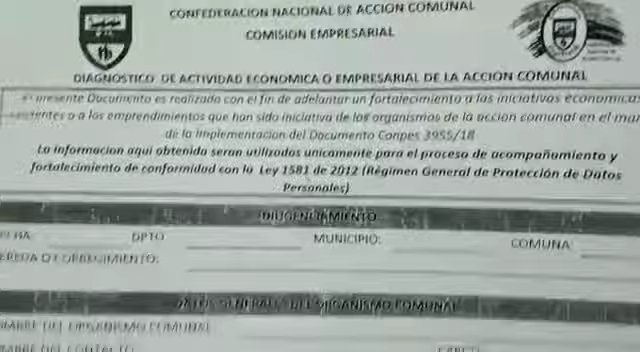 CONFEDERACION NACIONAL DE ACCION COMUNAL
COMISION EMPRESARIAL
DIAGNOSTICO DE ACTIVIDAD ECONOMICA O EMPRESARIAL DE LA ACCION COMUNAL
presente Documento es realizado con el fin de adelantar un fortalecimiento a las iniciativas economicas
o a los emprendimientos que han sido iniciativa de los organismos de la accion comunal en el mar
de la implementacion del Documento Conpes 3955/18
La informacion aqui obtenida seran utilizados unicamente para el proceso de acompañamiento y
fortalecimiento de conformidad con la Ley 1581 de 2012 (Régimen General de Protección de Datos
Personales)
DILIGENCIAMIENTO
DPTO MUNICIPIO: COMUNA:
DATOS GENERALES DEL ORGANISMO COMUNAL
DEL ORGANISMO COMUNAL